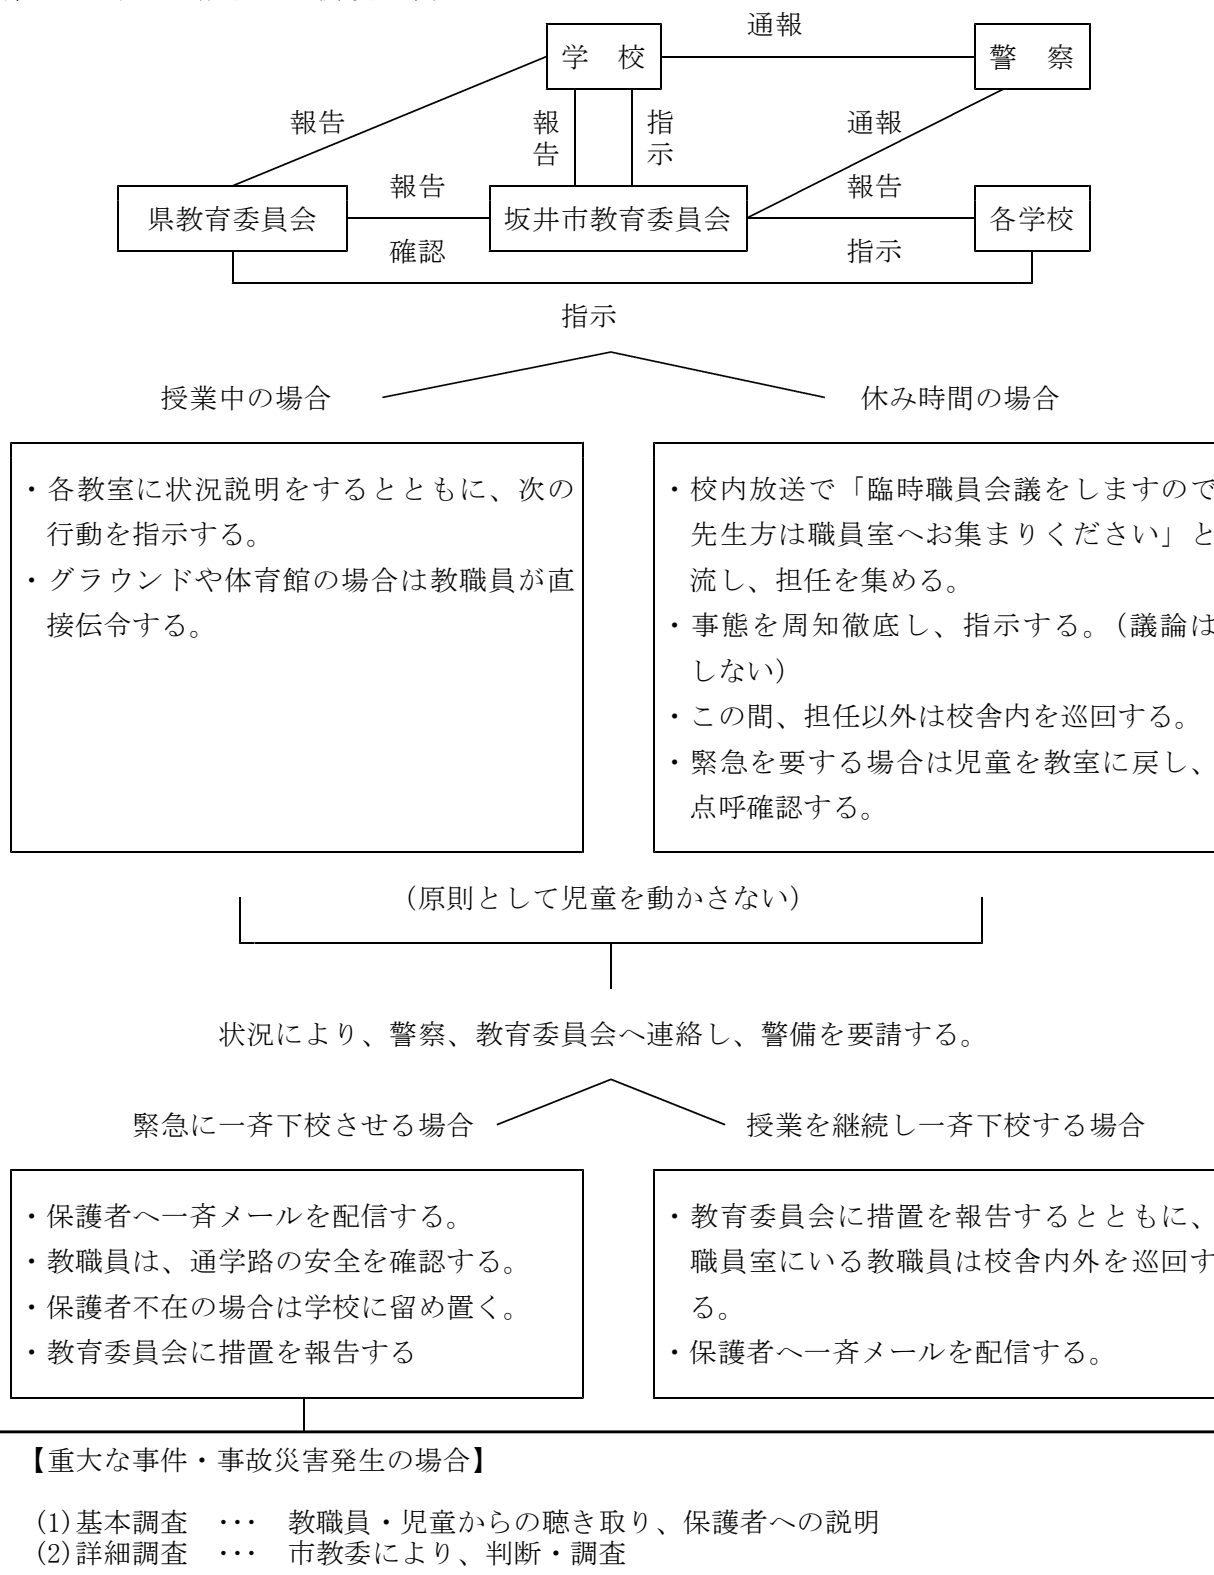 通報
学　校
警　察
報告
報告
指示
通報
報告
報告
県教育委員会
坂井市教育委員会
各学校
確認
指示
指示
授業中の場合
休み時間の場合
・各教室に状況説明をするとともに、次の
行動を指示する。
・グラウンドや体育館の場合は教職員が直
接伝令する。
・校内放送で「臨時職員会議をしますので
先生方は職員室へお集まりください」と
流し、担任を集める。
・事態を周知徹底し、指示する。（議論は
しない）
・この間、担任以外は校舎内を巡回する。
・緊急を要する場合は児童を教室に戻し、
点呼確認する。
（原則として児童を動かさない）
状況により、警察、教育委員会へ連絡し、警備を要請する。
緊急に一斉下校させる場合
授業を継続し一斉下校する場合
・保護者へ一斉メールを配信する。
・教職員は、通学路の安全を確認する。
・保護者不在の場合は学校に留め置く。
・教育委員会に措置を報告する
・教育委員会に措置を報告するとともに、
職員室にいる教職員は校舎内外を巡回す
る。
・保護者へ一斉メールを配信する。
【重大な事件・事故災害発生の場合】
(1)基本調査　…　教職員・児童からの聴き取り、保護者への説明
(2)詳細調査　…　市教委により、判断・調査